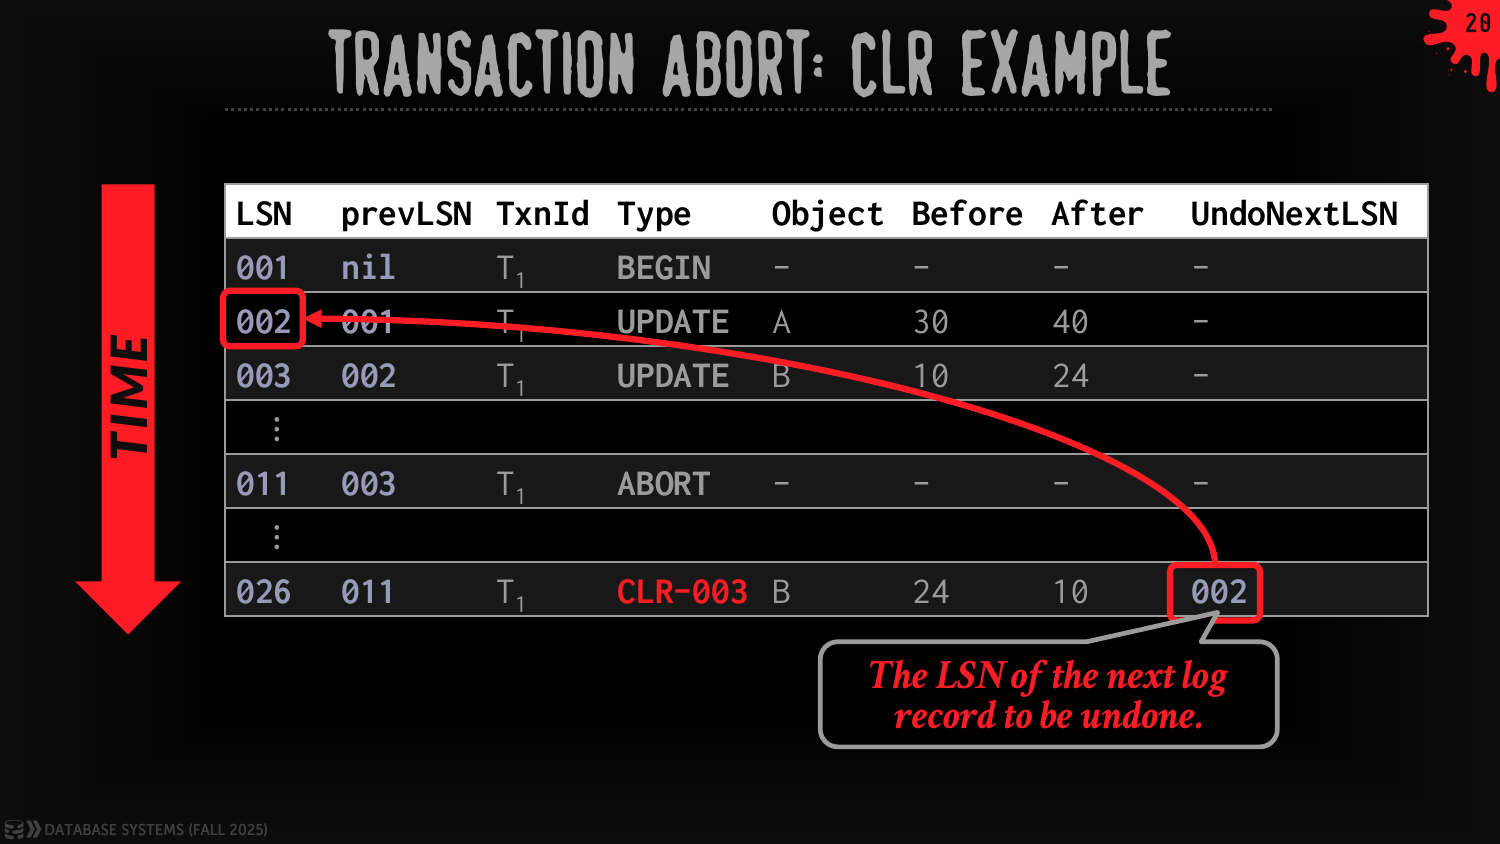 20
TRANSACTION ABORT: CLR EXAMPLE
TIME
LSN prevLSN TxnId Type Object Before After UndoNextLSN
001 nil T1 BEGIN - - - -
002 001 T1 UPDATE A 30 40 -
003 002 T1 UPDATE B 10 24 -
⋮
011 003 T1 ABORT - - - -
⋮
026 011 T1 CLR-003 B 24 10 002
The LSN of the next log
record to be undone.
DATABASE SYSTEMS (FALL 2025)